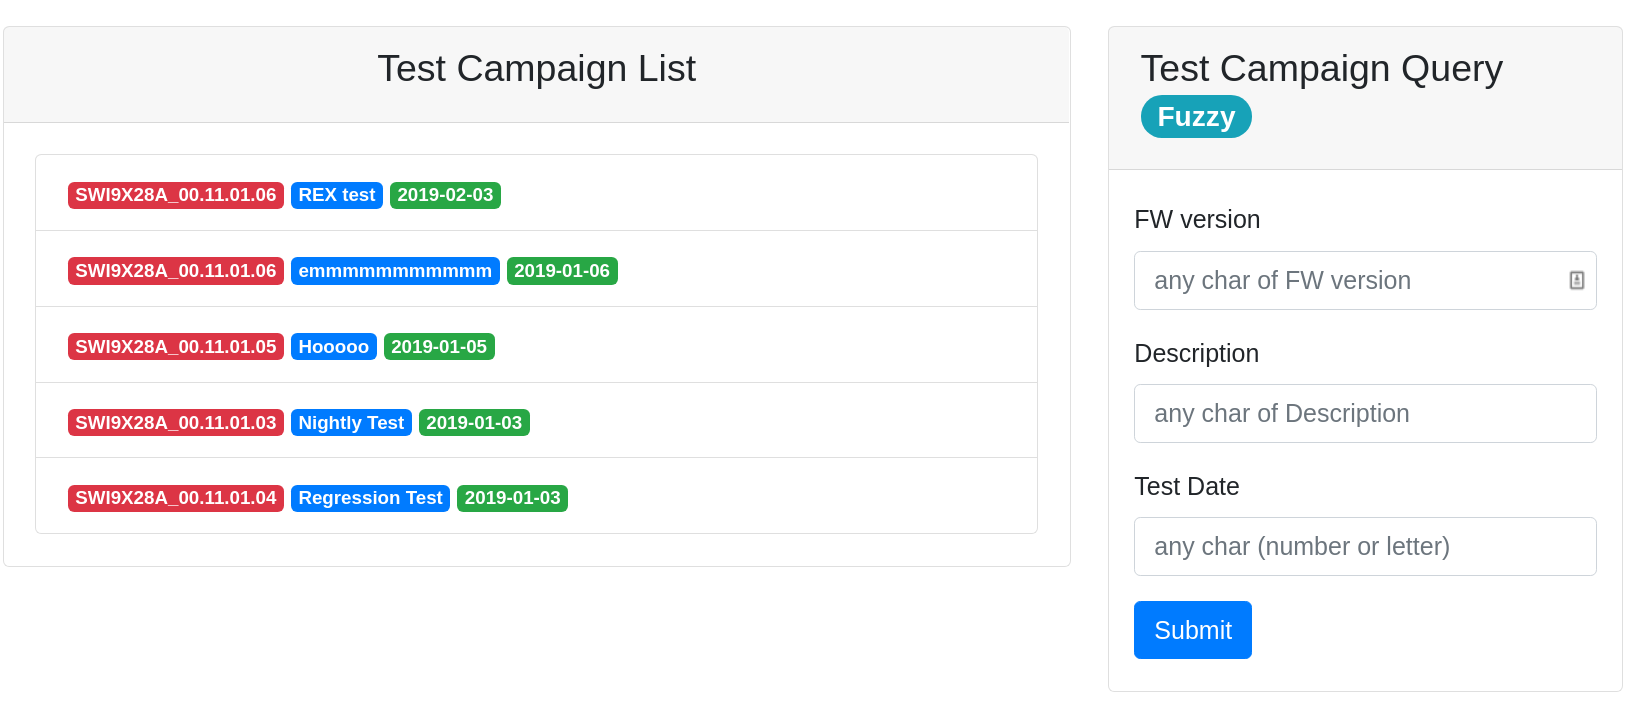 Test Campaign List
SWI9X28A_00.11.01.06 REX test 2019-02-03
SWI9X28A_00.11.01.06 emmmmmmmmmmm 2019-01-06
SWI9X28A_00.11.01.05 Hooooo 2019-01-05
SWI9X28A_00.11.01.03 Nightly Test 2019-01-03
SWI9X28A_00.11.01.04 Regression Test 2019-01-03
Test Campaign Query
Fuzzy
FW version
any char of FW version
Description
any char of Description
Test Date
any char (number or letter)
Submit